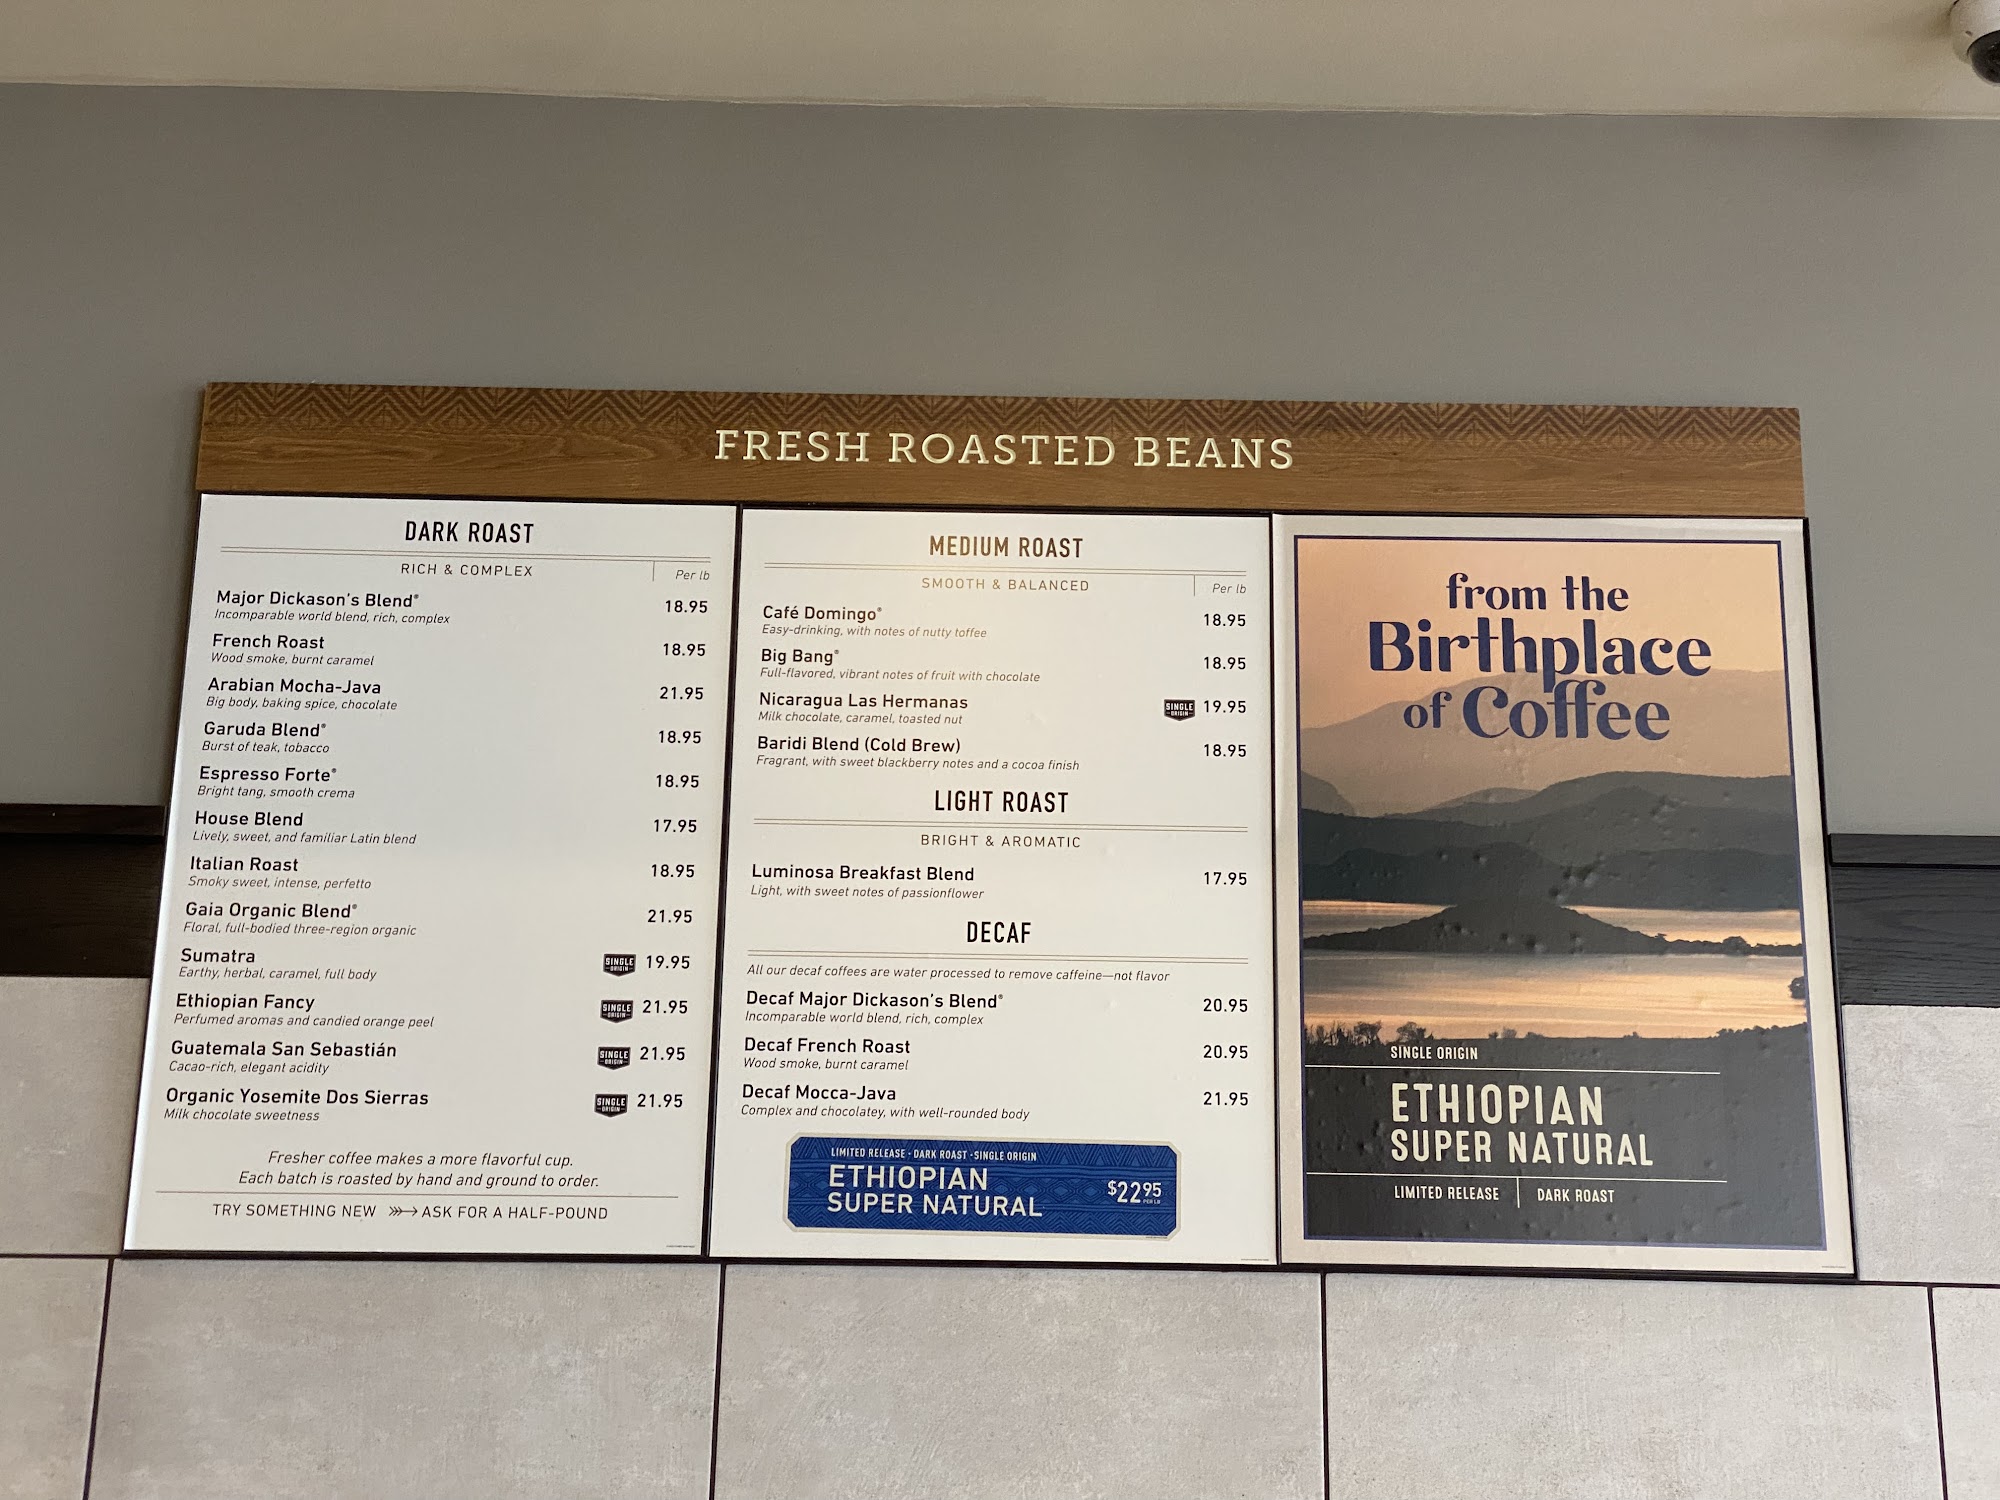 FRESH ROASTED BEANS
DARK ROAST
RICH & COMPLEX
Per lb
Major Dickason's Blend® 18.95
Incomparable world blend, rich, complex
French Roast 18.95
Wood smoke, burnt caramel
Arabian Mocha-Java 21.95
Big body, baking spice, chocolate
Garuda Blend® 18.95
Burst of teak, tobacco
Espresso Forte® 18.95
Bright tang, smooth crema
House Blend 17.95
Lively, sweet, and familiar Latin blend
Italian Roast 18.95
Smoky sweet, intense, perfetto
Gaia Organic Blend® 21.95
Floral, full-bodied three-region organic
Sumatra SINGLE ORIGIN 19.95
Earthy, herbal, caramel, full body
Ethiopian Fancy SINGLE ORIGIN 21.95
Perfumed aromas and candied orange peel
Guatemala San Sebastián SINGLE ORIGIN 21.95
Cacao-rich, elegant acidity
Organic Yosemite Dos Sierras SINGLE ORIGIN 21.95
Milk chocolate sweetness
Fresher coffee makes a more flavorful cup.
Each batch is roasted by hand and ground to order.
TRY SOMETHING NEW ASK FOR A HALF-POUND
MEDIUM ROAST
SMOOTH & BALANCED
Per lb
Café Domingo® 18.95
Easy-drinking, with notes of nutty toffee
Big Bang® 18.95
Full-flavored, vibrant notes of fruit with chocolate
Nicaragua Las Hermanas SINGLE ORIGIN 19.95
Milk chocolate, caramel, toasted nut
Baridi Blend (Cold Brew) 18.95
Fragrant, with sweet blackberry notes and a cocoa finish
LIGHT ROAST
BRIGHT & AROMATIC
Luminosa Breakfast Blend 17.95
Light, with sweet notes of passionflower
DECAF
All our decaf coffees are water processed to remove caffeine—not flavor
Decaf Major Dickason's Blend® 20.95
Incomparable world blend, rich, complex
Decaf French Roast 20.95
Wood smoke, burnt caramel
Decaf Mocca-Java 21.95
Complex and chocolatey, with well-rounded body
LIMITED RELEASE · DARK ROAST · SINGLE ORIGIN
ETHIOPIAN
SUPER NATURAL
$22.95
PER LB
from the
Birthplace
of Coffee
SINGLE ORIGIN
ETHIOPIAN
SUPER NATURAL
LIMITED RELEASE | DARK ROAST